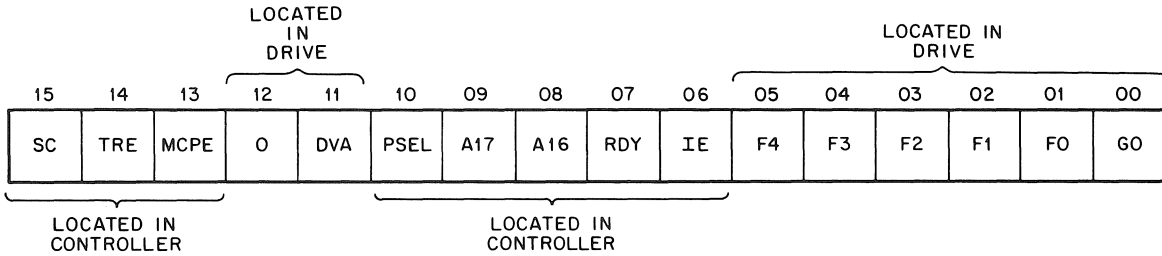 LOCATED
IN
DRIVE
LOCATED IN
DRIVE
15 14 13 12 11 10 09 08 07 06 05 04 03 02 01 00
SC TRE MCPE 0 DVA PSEL A17 A16 RDY IE F4 F3 F2 F1 F0 GO
LOCATED IN
CONTROLLER
LOCATED IN
CONTROLLER